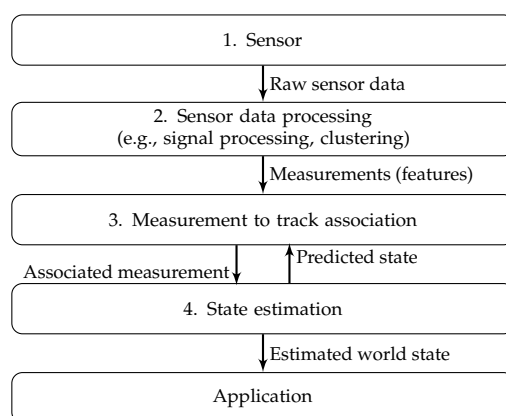 1. Sensor
Raw sensor data
2. Sensor data processing
(e.g., signal processing, clustering)
Measurements (features)
3. Measurement to track association
Associated measurement
Predicted state
4. State estimation
Estimated world state
Application